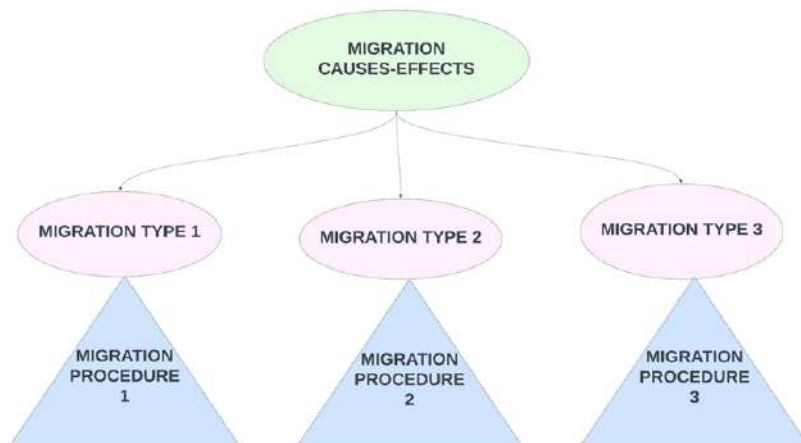 MIGRATION
CAUSES-EFFECTS
MIGRATION TYPE 1
MIGRATION TYPE 2
MIGRATION TYPE 3
MIGRATION
PROCEDURE
1
MIGRATION
PROCEDURE
2
MIGRATION
PROCEDURE
3